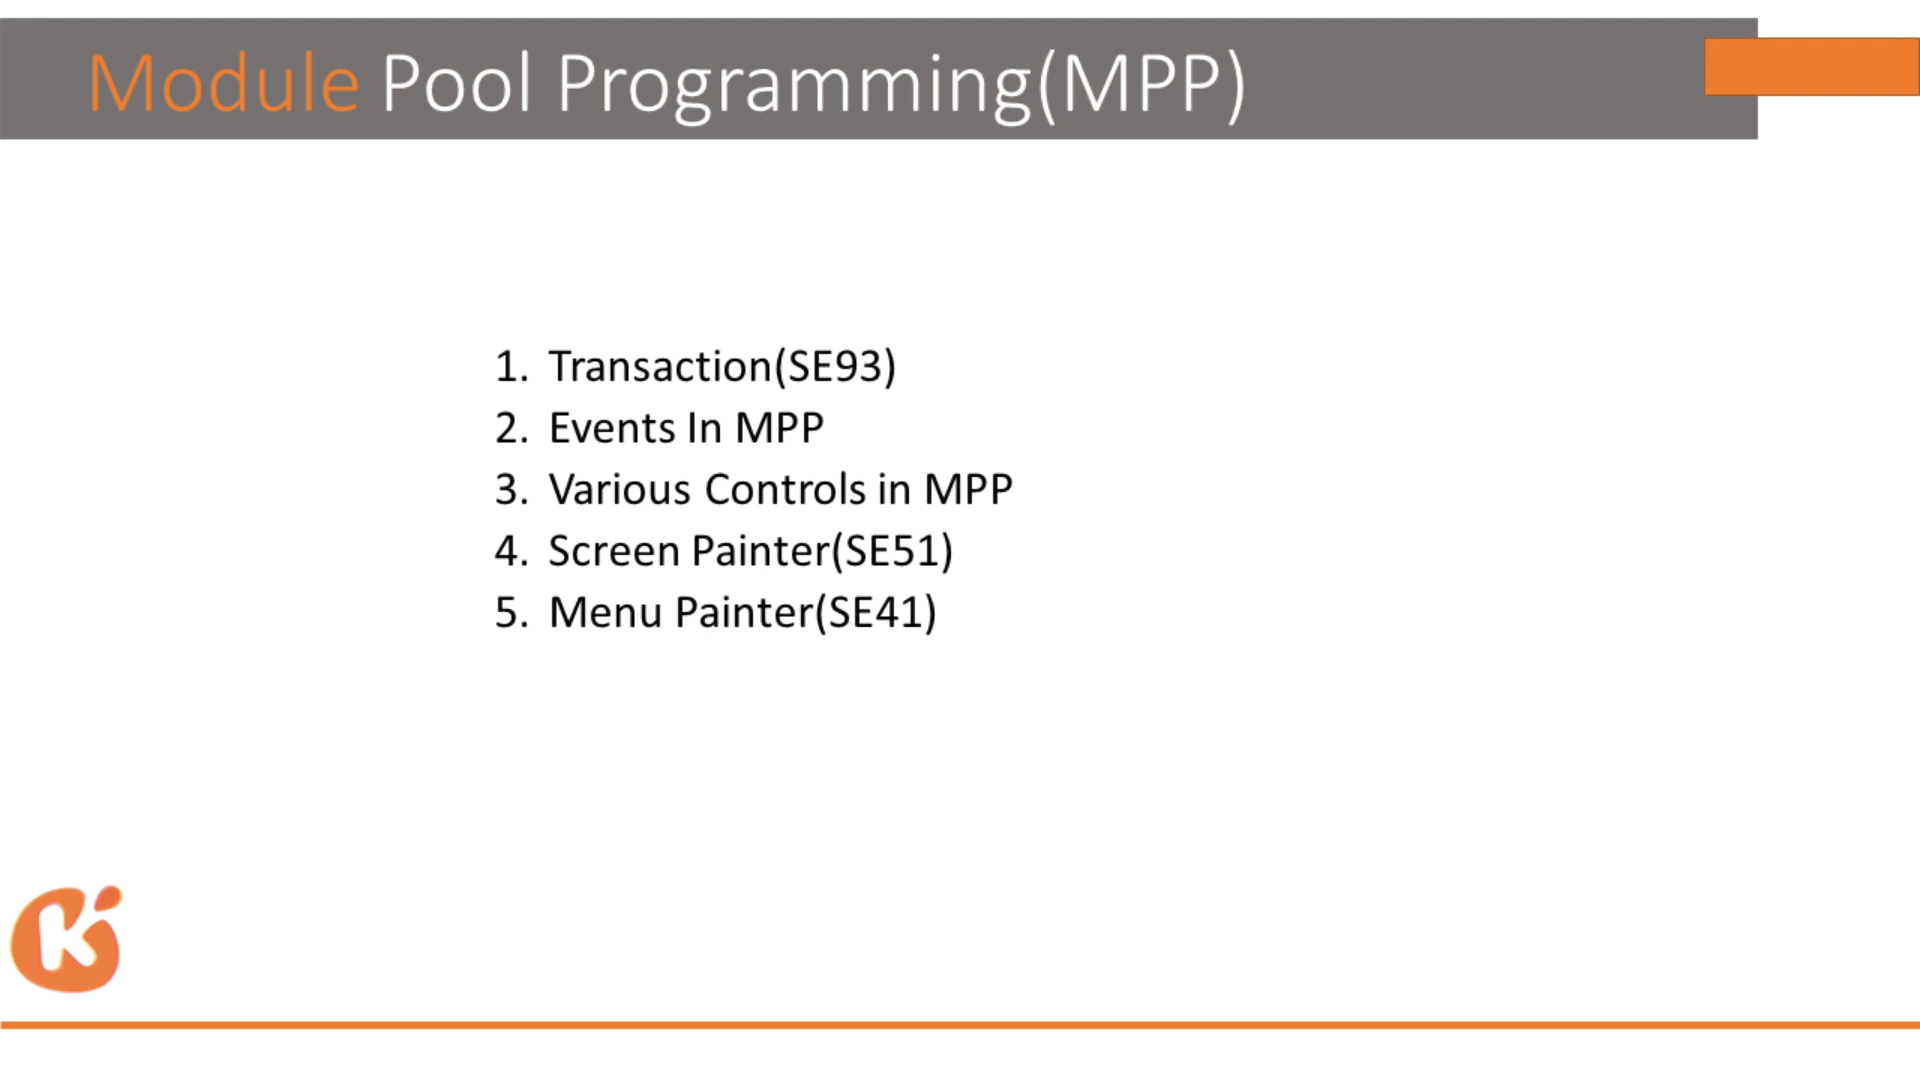 Module Pool Programming(MPP)
1. Transaction(SE93)
2. Events In MPP
3. Various Controls in MPP
4. Screen Painter(SE51)
5. Menu Painter(SE41)
K